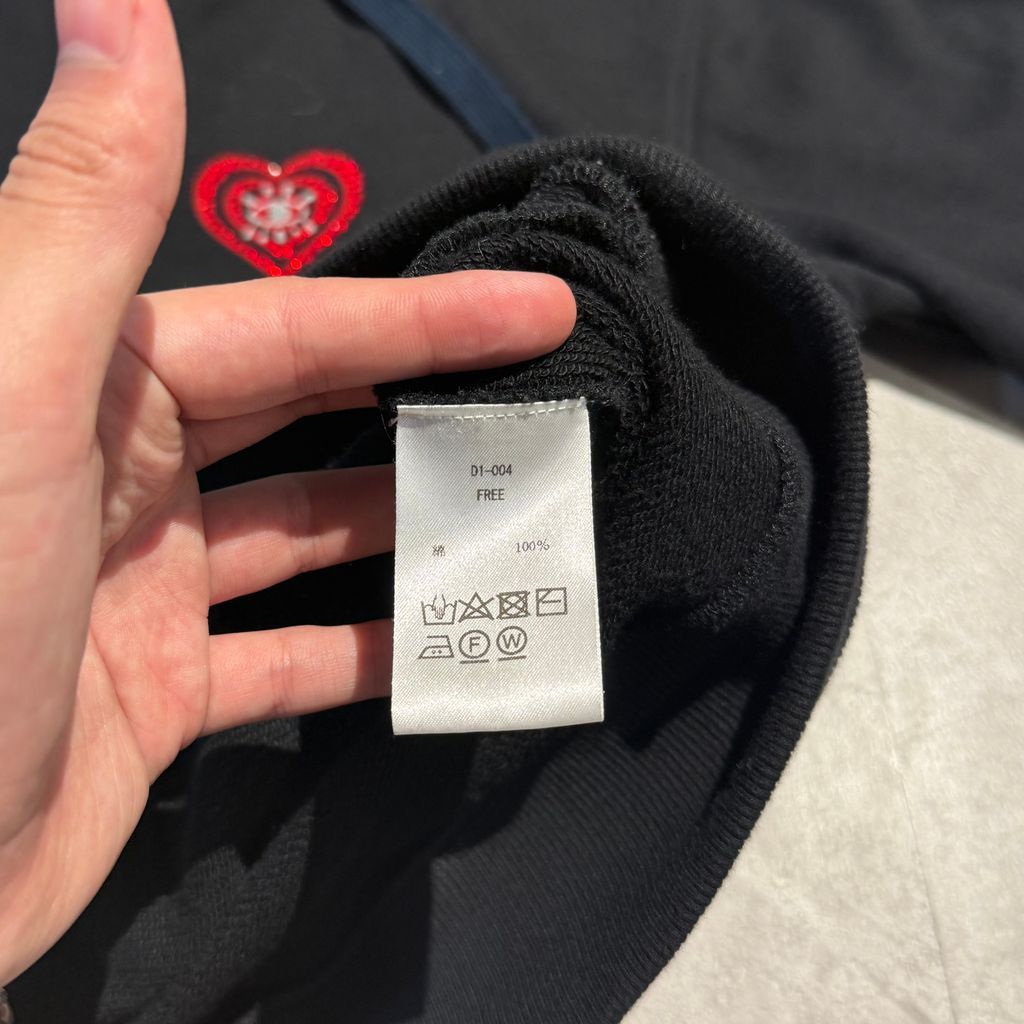 D1-004
FREE
綿 100%
F W